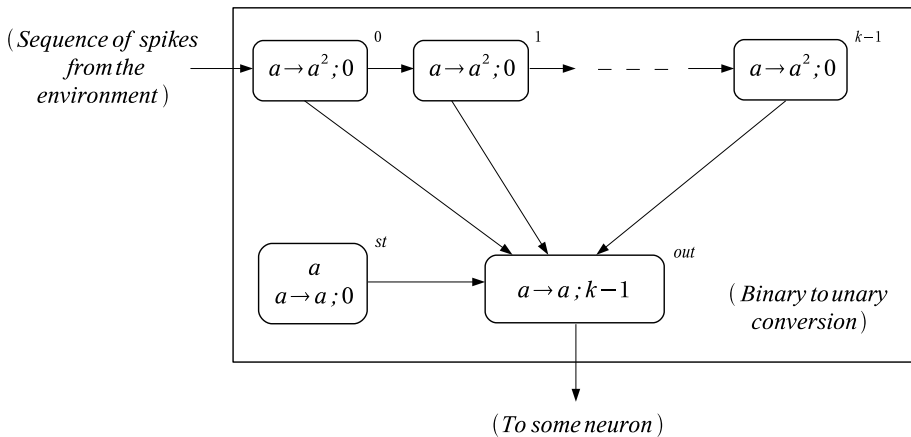 ( Sequence of spikes
from the
environment )
0
a→a²;0
1
a→a²;0
k−1
a→a²;0
st
a
a→a;0
out
a→a;k−1
( Binary to unary
conversion )
( To some neuron )